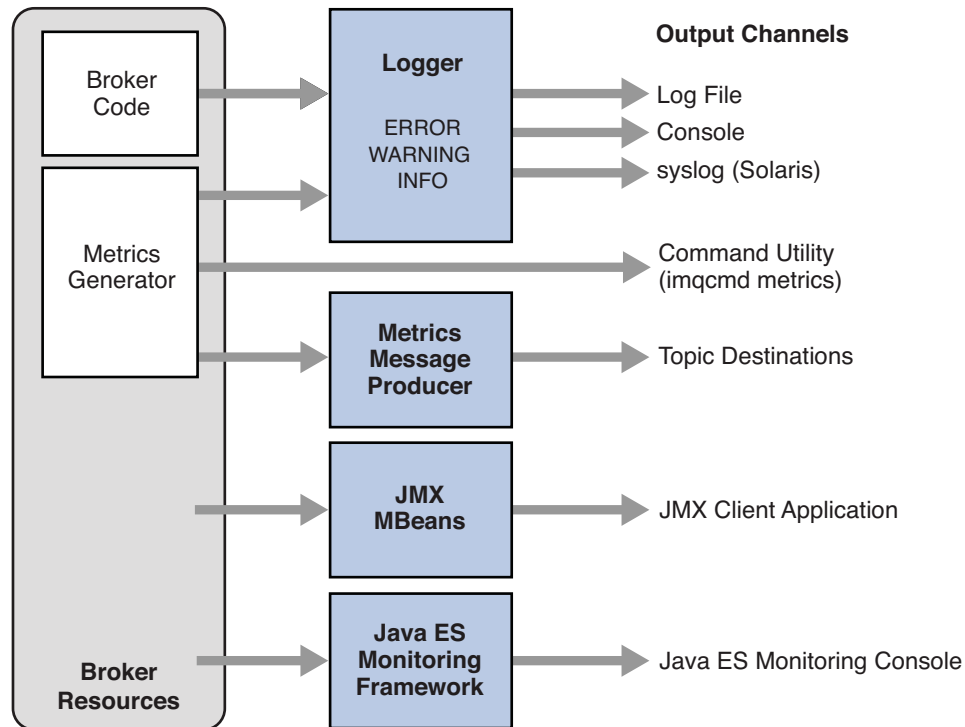 Output Channels
Broker
Code
Logger
ERROR
WARNING
INFO
Log File
Console
syslog (Solaris)
Metrics
Generator
Command Utility
(imqcmd metrics)
Metrics
Message
Producer
Topic Destinations
JMX
MBeans
JMX Client Application
Java ES
Monitoring
Framework
Java ES Monitoring Console
Broker
Resources